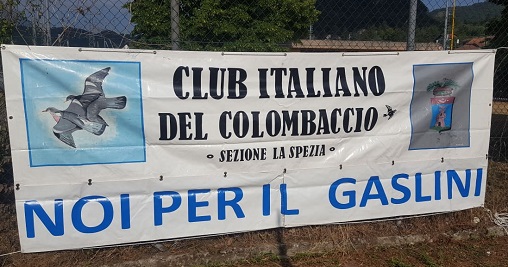 CLUB ITALIANO
DEL COLOMBACCIO
• SEZIONE LA SPEZIA •
NOI PER IL GASLINI